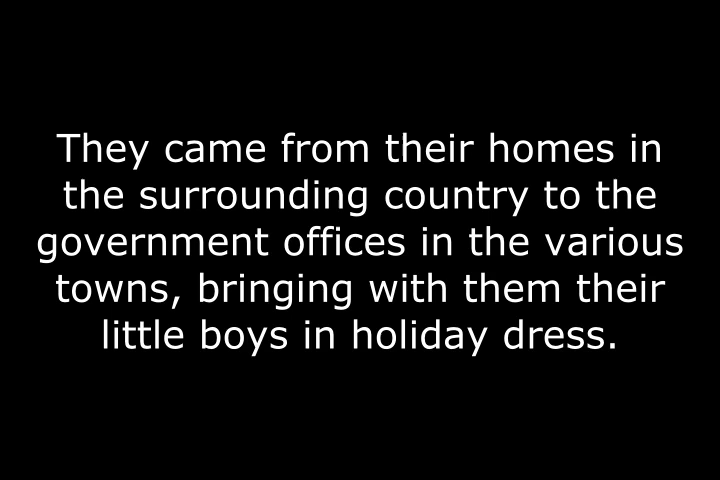 They came from their homes in
the surrounding country to the
government offices in the various
towns, bringing with them their
little boys in holiday dress.